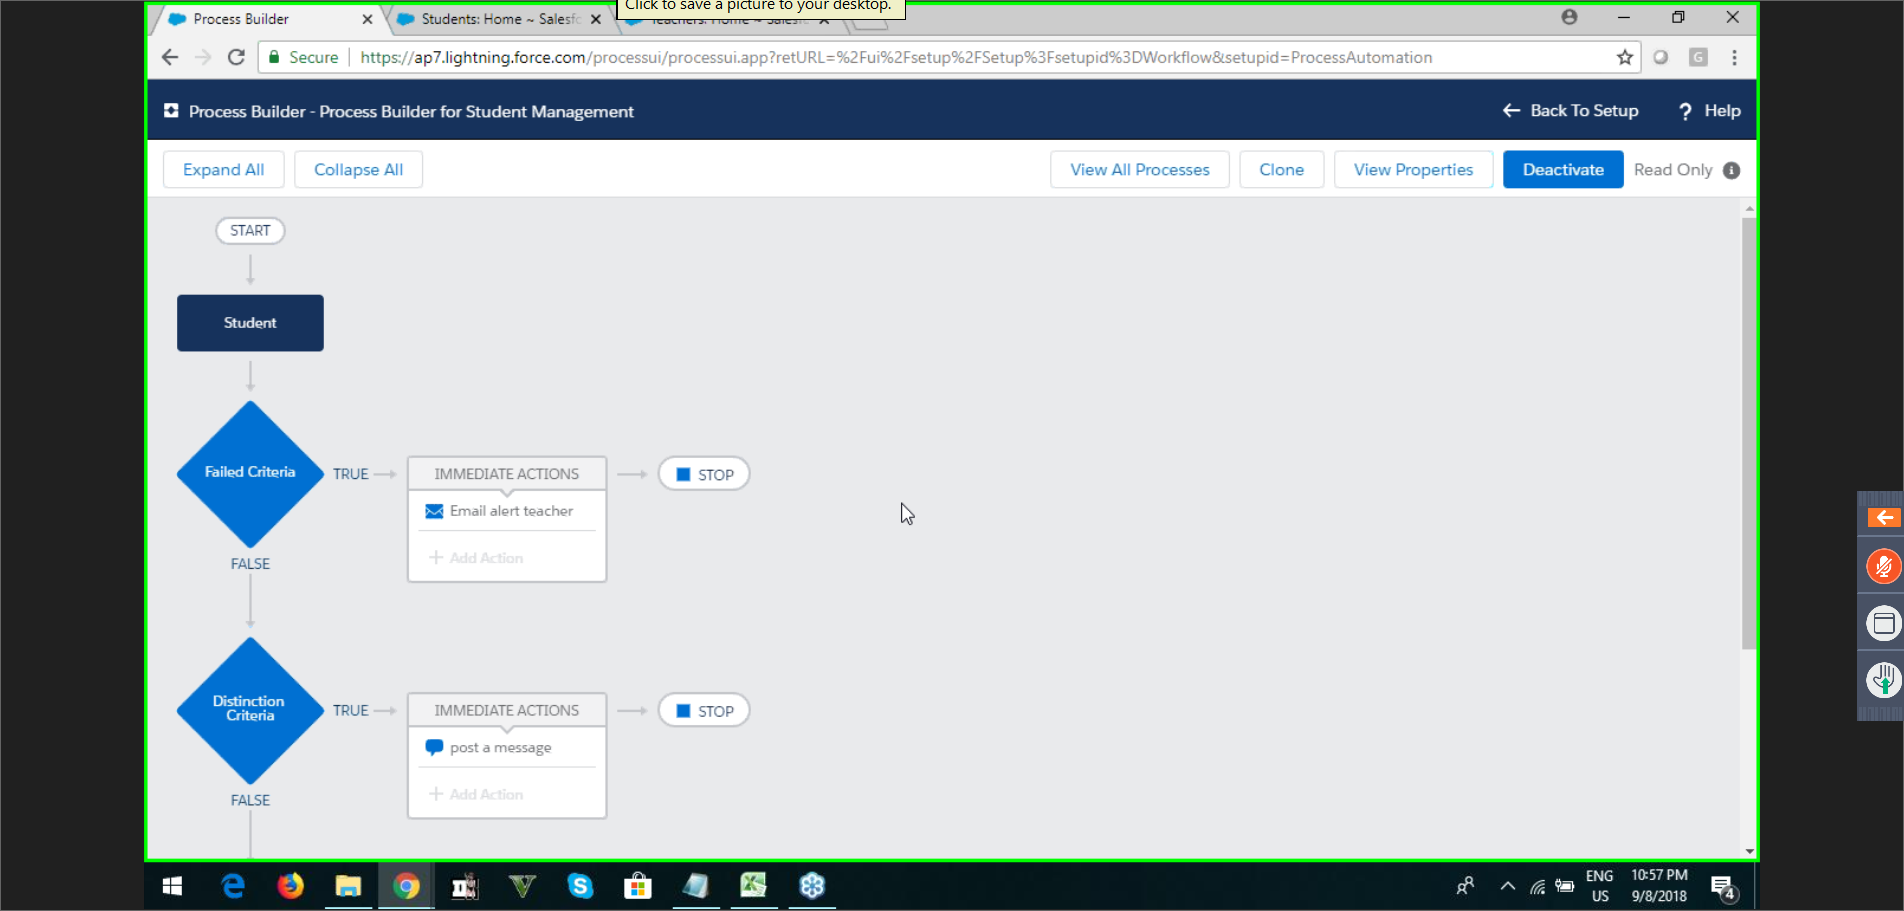 Click to save a picture to your desktop.
Process Builder
Students: Home ~ Salesfc
Teachers: Home ~ Salesfc
Secure
https://ap7.lightning.force.com/processui/processui.app?retURL=%2Fui%2Fsetup%2FSetup%3Fsetupid%3DWorkflow&setupid=ProcessAutomation
G
Process Builder - Process Builder for Student Management
Back To Setup
? Help
Expand All
Collapse All
View All Processes
Clone
View Properties
Deactivate
Read Only
START
Student
Failed Criteria
TRUE
IMMEDIATE ACTIONS
STOP
Email alert teacher
+ Add Action
FALSE
Distinction
Criteria
TRUE
IMMEDIATE ACTIONS
STOP
post a message
+ Add Action
FALSE
ENG
US
10:57 PM
9/8/2018
4